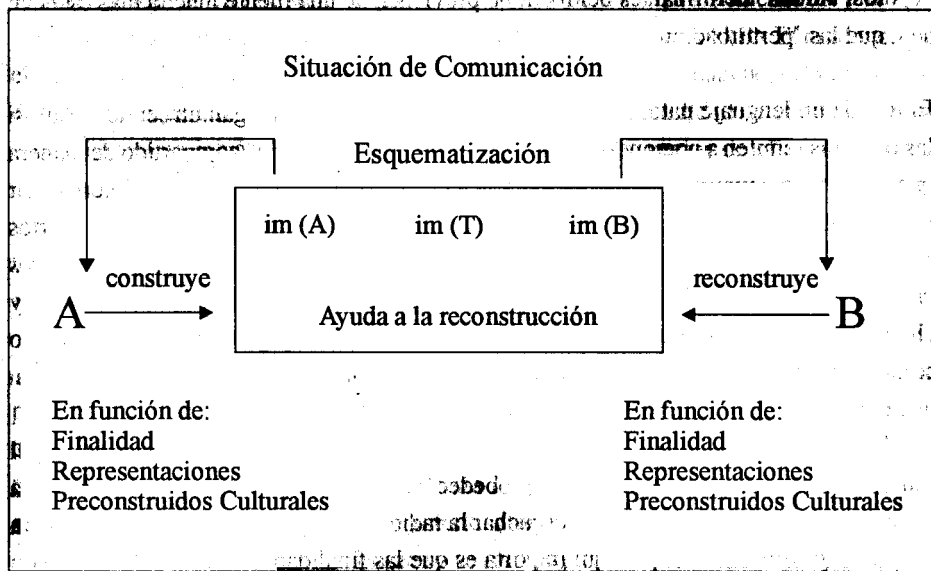 Situación de Comunicación
Esquematización
im (A) im (T) im (B)
construye
reconstruye
A
Ayuda a la reconstrucción
B
En función de:
Finalidad
Representaciones
Preconstruidos Culturales
En función de:
Finalidad
Representaciones
Preconstruidos Culturales